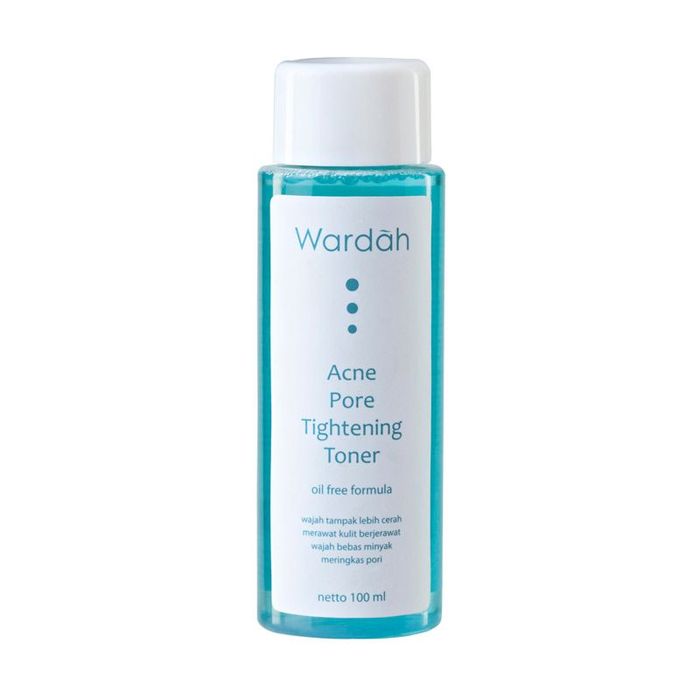 Wardàh
Acne
Pore
Tightening
Toner
oil free formula
wajah tampak lebih cerah
merawat kulit berjerawat
wajah bebas minyak
meringkas pori
netto 100 ml